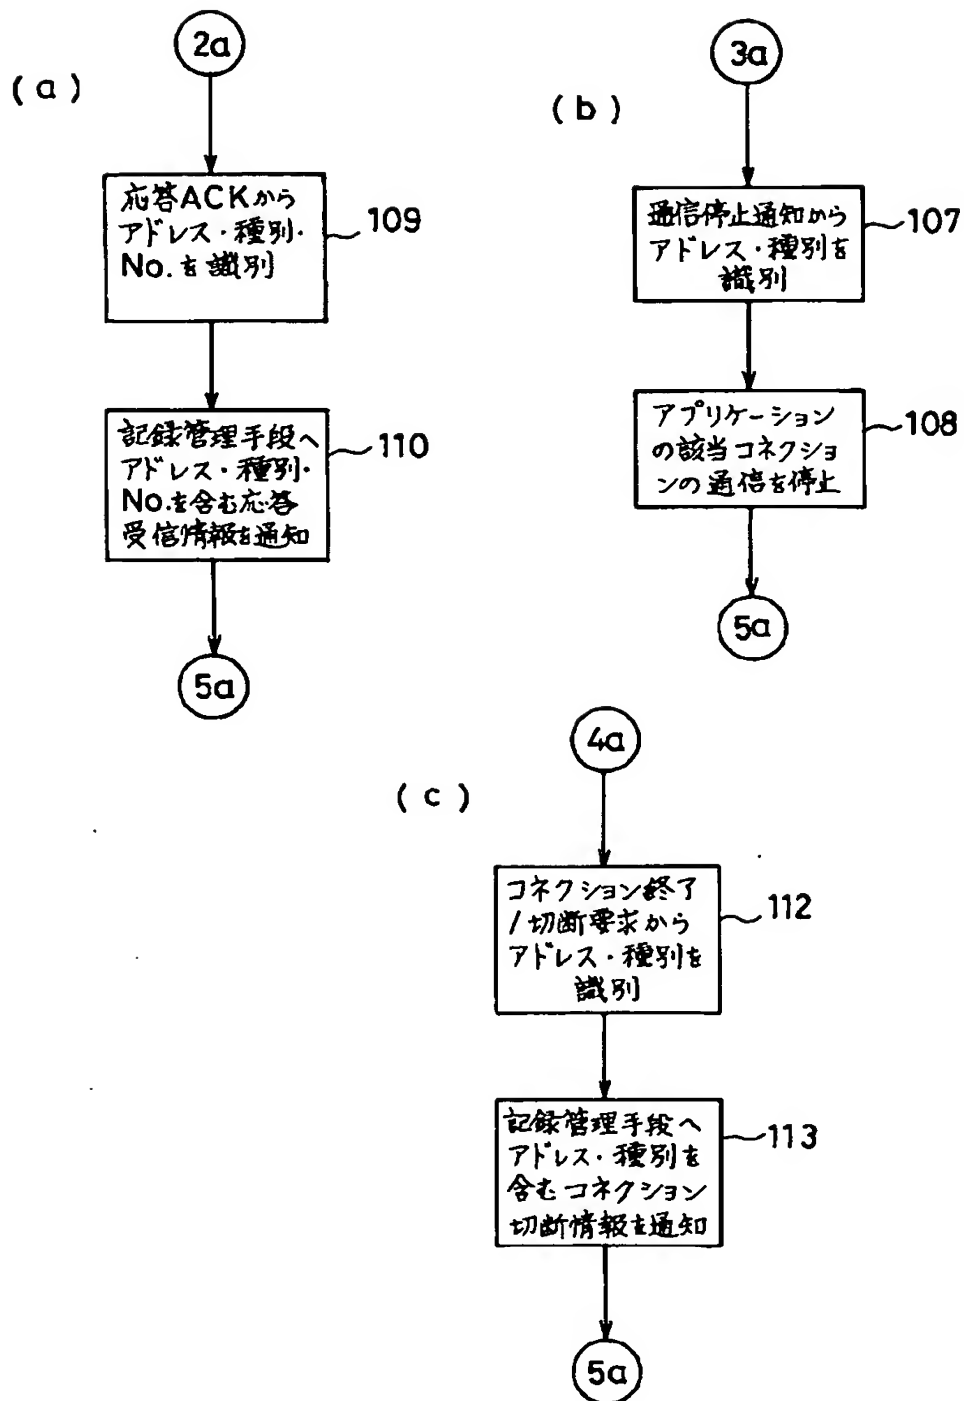 (a)
2a
応答ACKから
アドレス・種別・
No.を識別
109
記録管理手段へ
アドレス・種別・
No.を含む応答
受信情報を通知
110
5a
(b)
3a
通信停止通知から
アドレス・種別を
識別
107
アプリケーション
の該当コネクショ
ンの通信を停止
108
5a
(c)
4a
コネクション終了
/切断要求から
アドレス・種別を
識別
112
記録管理手段へ
アドレス・種別を
含むコネクション
切断情報を通知
113
5a